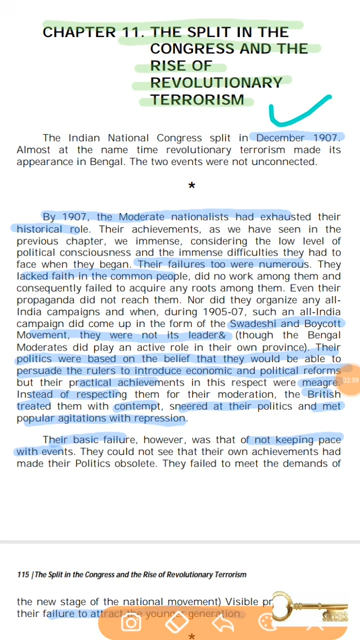 CHAPTER 11. THE SPLIT IN THE
CONGRESS AND THE
RISE OF
REVOLUTIONARY
TERRORISM
The Indian National Congress split in December 1907.
Almost at the name time revolutionary terrorism made its
appearance in Bengal. The two events were not unconnected.
*
By 1907, the Moderate nationalists had exhausted their
historical role. Their achievements, as we have seen in the
previous chapter, we immense, considering the low level of
political consciousness and the immense difficulties they had to
face when they began. Their failures too were numerous. They
lacked faith in the common people, did no work among them and
consequently failed to acquire any roots among them. Even their
propaganda did not reach them. Nor did they organize any all-
India campaigns and when, during 1905-07, such an all-India
campaign did come up in the form of the Swadeshi and Boycott
Movement, they were not its leader& (though the Bengal
Moderates did play an active role in their own province). Their
politics were based on the belief that they would be able to
persuade the rulers to introduce economic and political reforms
but their practical achievements in this respect were meagre.
Instead of respecting them for their moderation, the British
treated them with contempt, sneered at their politics and met
popular agitations with repression.
Their basic failure, however, was that of not keeping pace
with events. They could not see that their own achievements had
made their Politics obsolete. They failed to meet the demands of
115 |The Split in the Congress and the Rise of Revolutionary Terrorism
the new stage of the national movement) Visible
their failure to attract the younger generation.
*